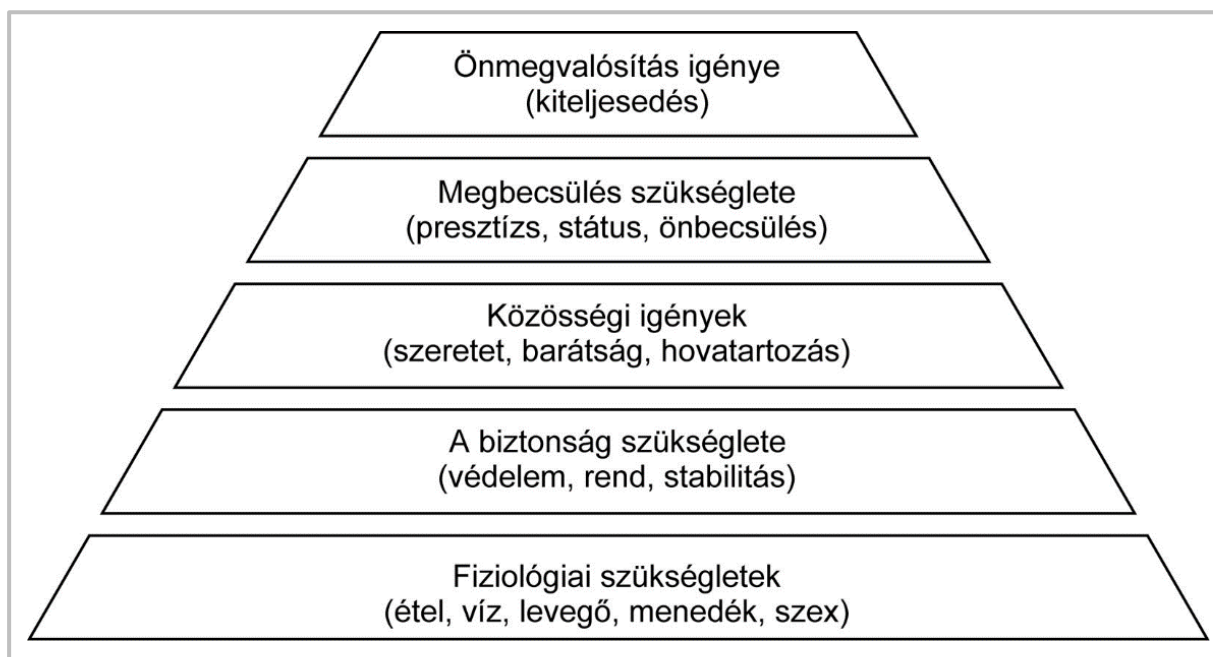 Önmegvalósítás igénye
(kiteljesedés)
Megbecsülés szükséglete
(presztízs, státus, önbecsülés)
Közösségi igények
(szeretet, barátság, hovatartozás)
A biztonság szükséglete
(védelem, rend, stabilitás)
Fiziológiai szükségletek
(étel, víz, levegő, menedék, szex)